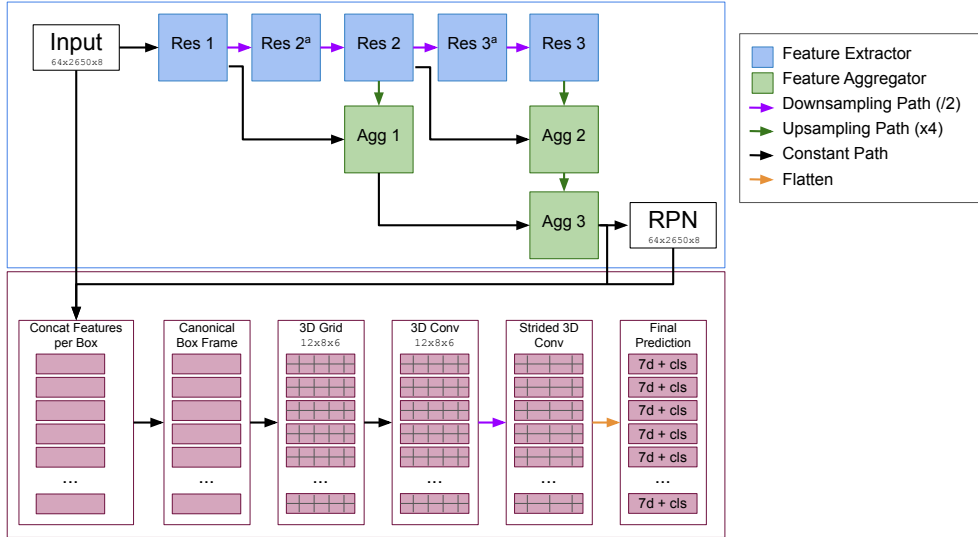 Input
64x2650x8
Res 1
Res 2ª
Res 2
Res 3ª
Res 3
Agg 1
Agg 2
Agg 3
RPN
64x2650x8
Feature Extractor
Feature Aggregator
Downsampling Path (/2)
Upsampling Path (x4)
Constant Path
Flatten
Concat Features
per Box
...
Canonical
Box Frame
...
3D Grid
12x8x6
...
3D Conv
12x8x6
...
Strided 3D
Conv
...
Final
Prediction
7d + cls
7d + cls
7d + cls
7d + cls
7d + cls
...
7d + cls